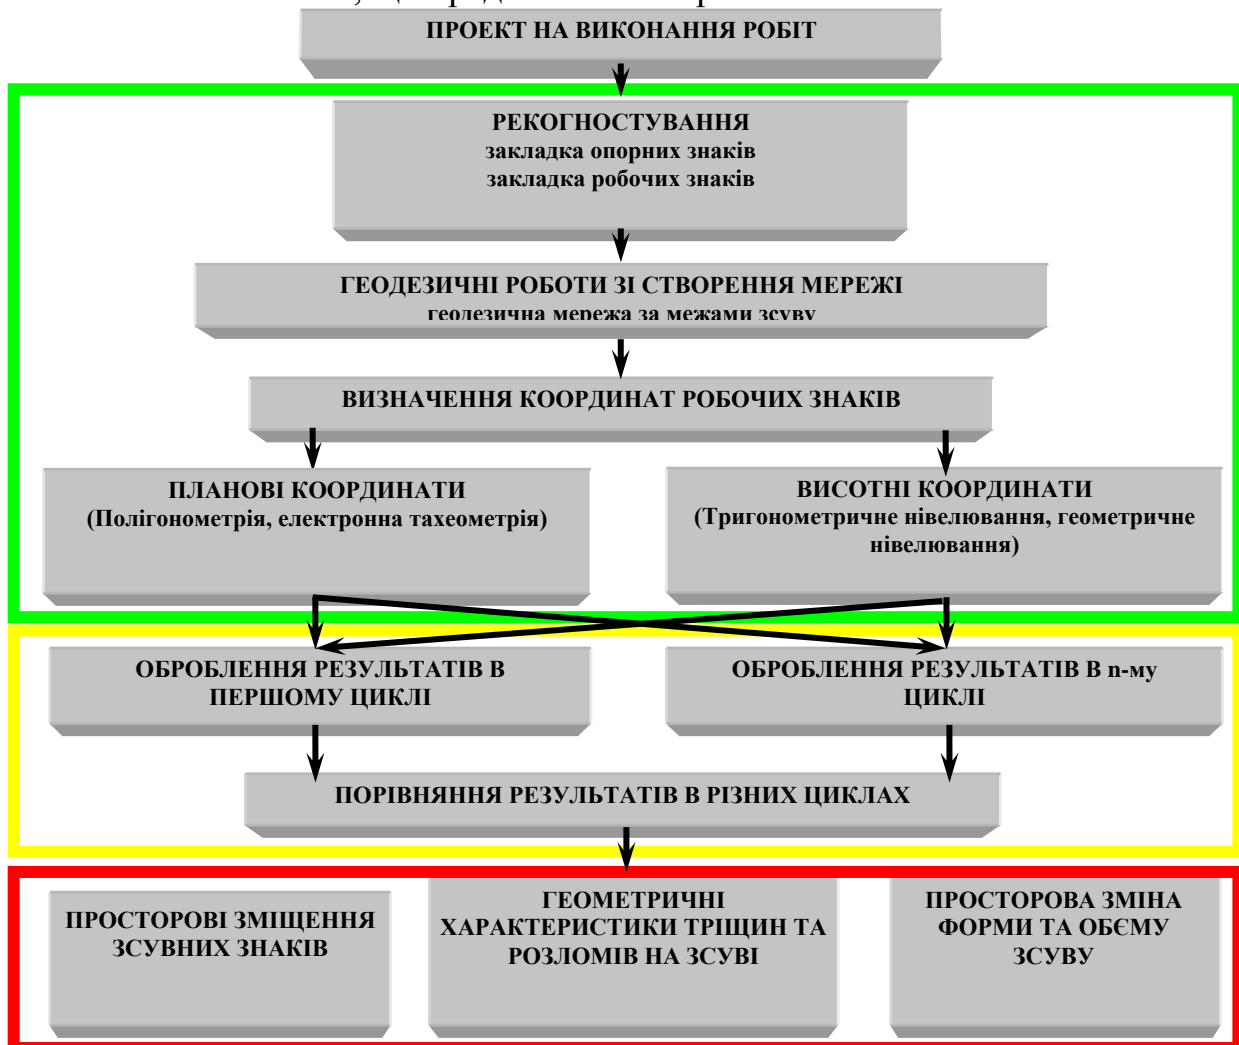 ПРОЕКТ НА ВИКОНАННЯ РОБІТ
РЕКОГНОСТУВАННЯ
закладка опорних знаків
закладка робочих знаків
ГЕОДЕЗИЧНІ РОБОТИ ЗІ СТВОРЕННЯ МЕРЕЖІ
геодезична мережа за межами зсуву
ВИЗНАЧЕННЯ КООРДИНАТ РОБОЧИХ ЗНАКІВ
ПЛАНОВІ КООРДИНАТИ
(Полігонометрія, електронна тахеометрія)
ВИСОТНІ КООРДИНАТИ
(Тригонометричне нівелювання, геометричне
нівелювання)
ОБРОБЛЕННЯ РЕЗУЛЬТАТІВ В
ПЕРШОМУ ЦИКЛІ
ОБРОБЛЕННЯ РЕЗУЛЬТАТІВ В n-му
ЦИКЛІ
ПОРІВНЯННЯ РЕЗУЛЬТАТІВ В РІЗНИХ ЦИКЛАХ
ПРОСТОРОВІ ЗМІЩЕННЯ
ЗСУВНИХ ЗНАКІВ
ГЕОМЕТРИЧНІ
ХАРАКТЕРИСТИКИ ТРІЩИН ТА
РОЗЛОМІВ НА ЗСУВІ
ПРОСТОРОВА ЗМІНА
ФОРМИ ТА ОБЄМУ
ЗСУВУ